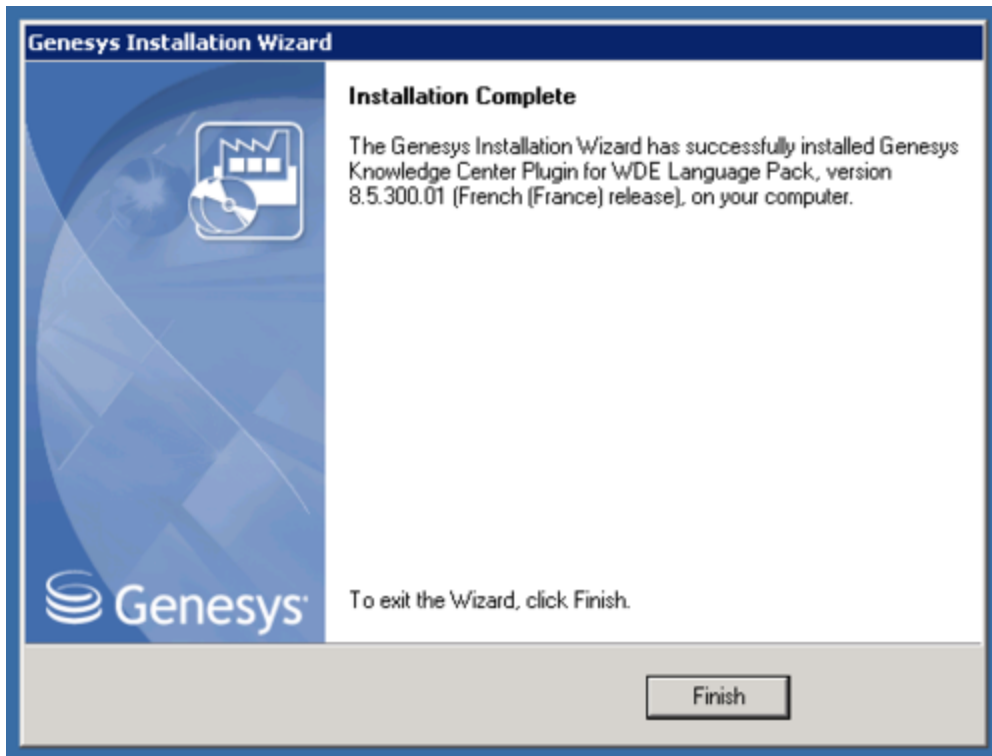 Genesys Installation Wizard
Installation Complete
The Genesys Installation Wizard has successfully installed Genesys
Knowledge Center Plugin for WDE Language Pack, version
8.5.300.01 (French (France) release), on your computer.
Genesys
To exit the Wizard, click Finish.
Finish